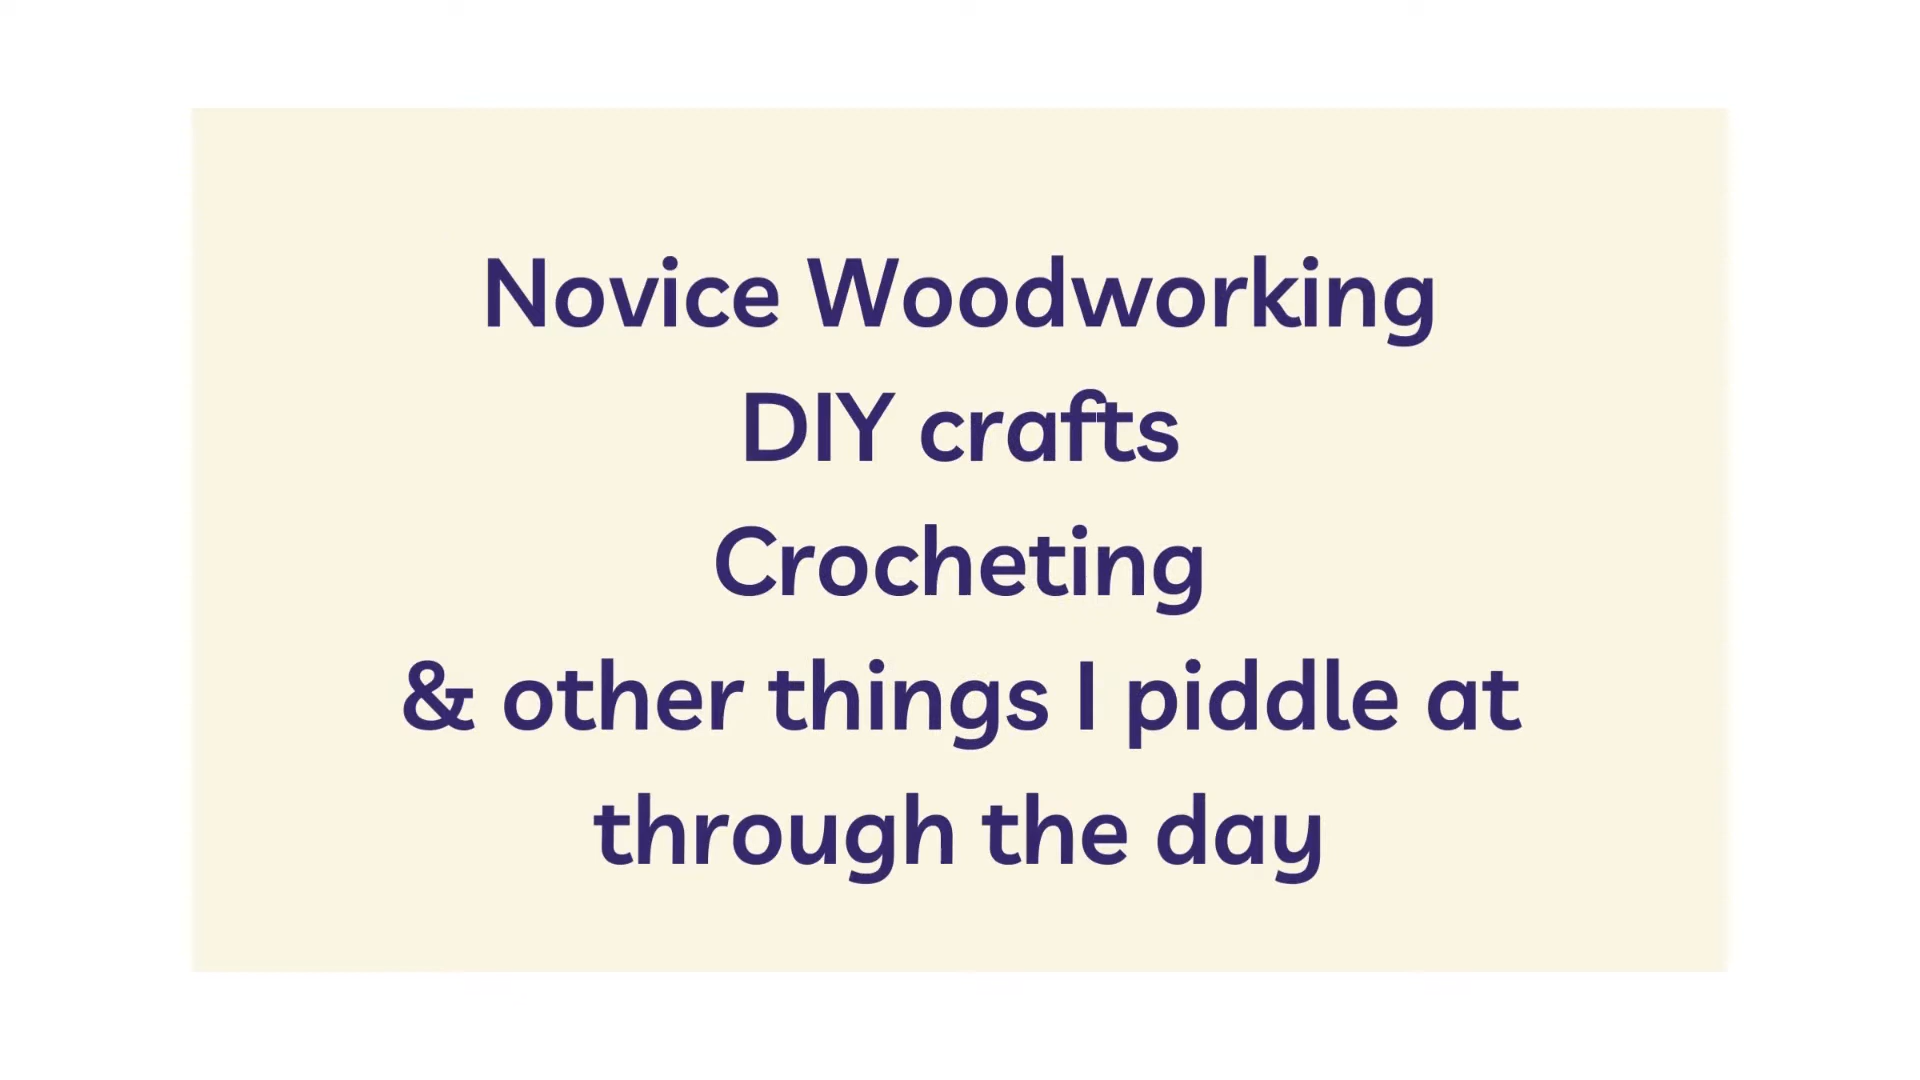 Novice Woodworking
DIY crafts
Crocheting
& other things I piddle at
through the day